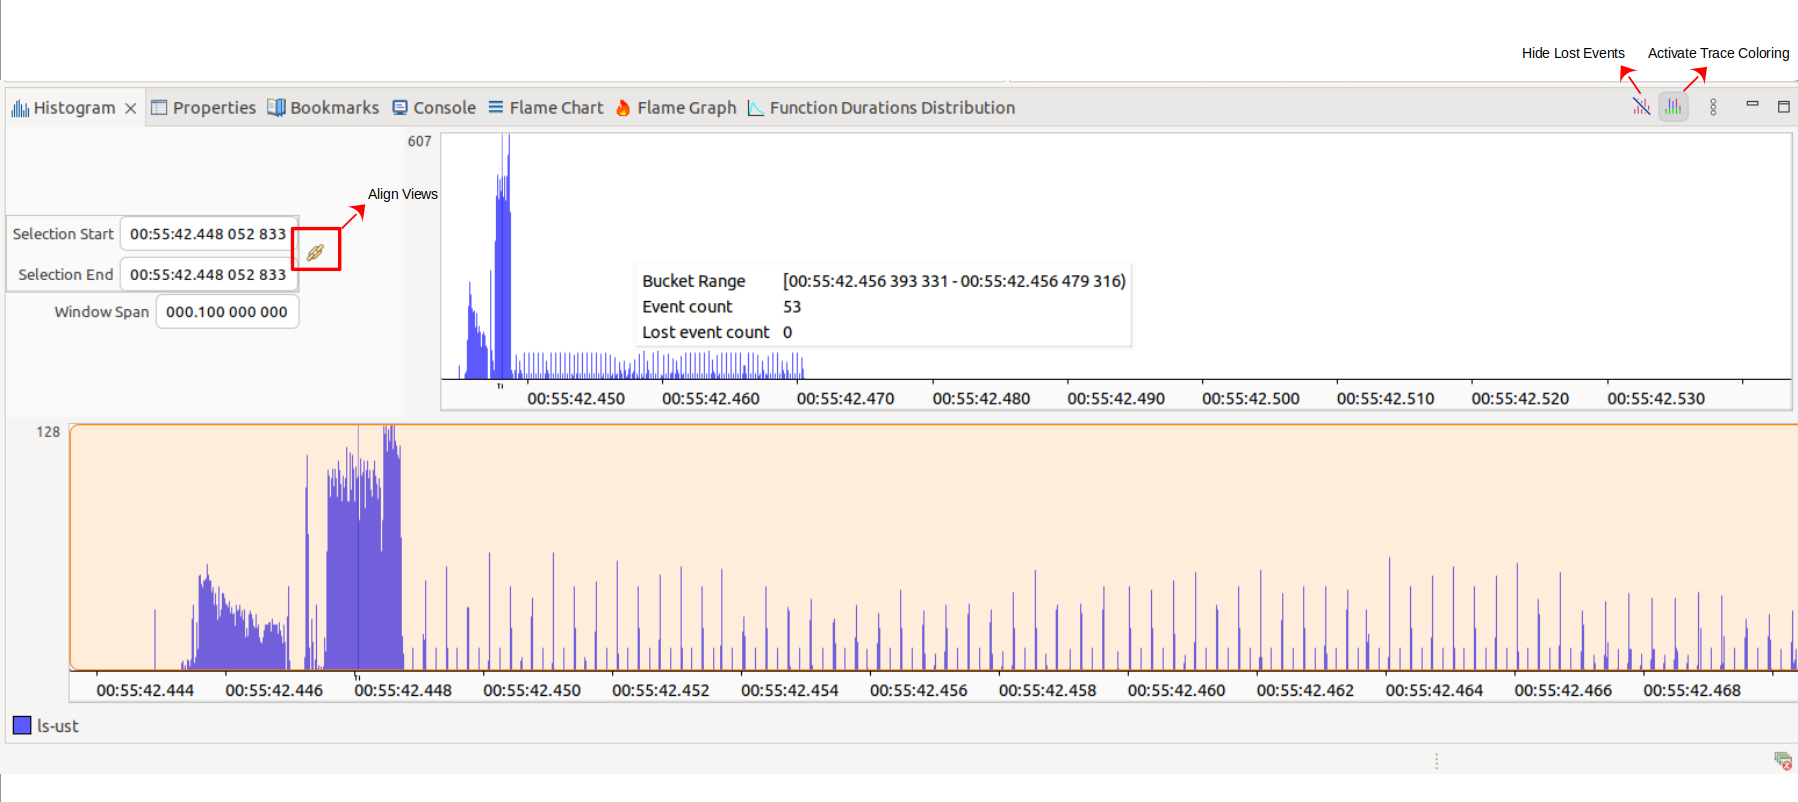 Hide Lost Events
Activate Trace Coloring
Histogram
Properties
Bookmarks
Console
Flame Chart
Flame Graph
Function Durations Distribution
607
Align Views
Selection Start 00:55:42.448 052 833
Selection End 00:55:42.448 052 833
Window Span 000.100 000 000
Bucket Range [00:55:42.456 393 331 - 00:55:42.456 479 316)
Event count 53
Lost event count 0
00:55:42.450 00:55:42.460 00:55:42.470 00:55:42.480 00:55:42.490 00:55:42.500 00:55:42.510 00:55:42.520 00:55:42.530
128
00:55:42.444 00:55:42.446 00:55:42.448 00:55:42.450 00:55:42.452 00:55:42.454 00:55:42.456 00:55:42.458 00:55:42.460 00:55:42.462 00:55:42.464 00:55:42.466 00:55:42.468
ls-ust